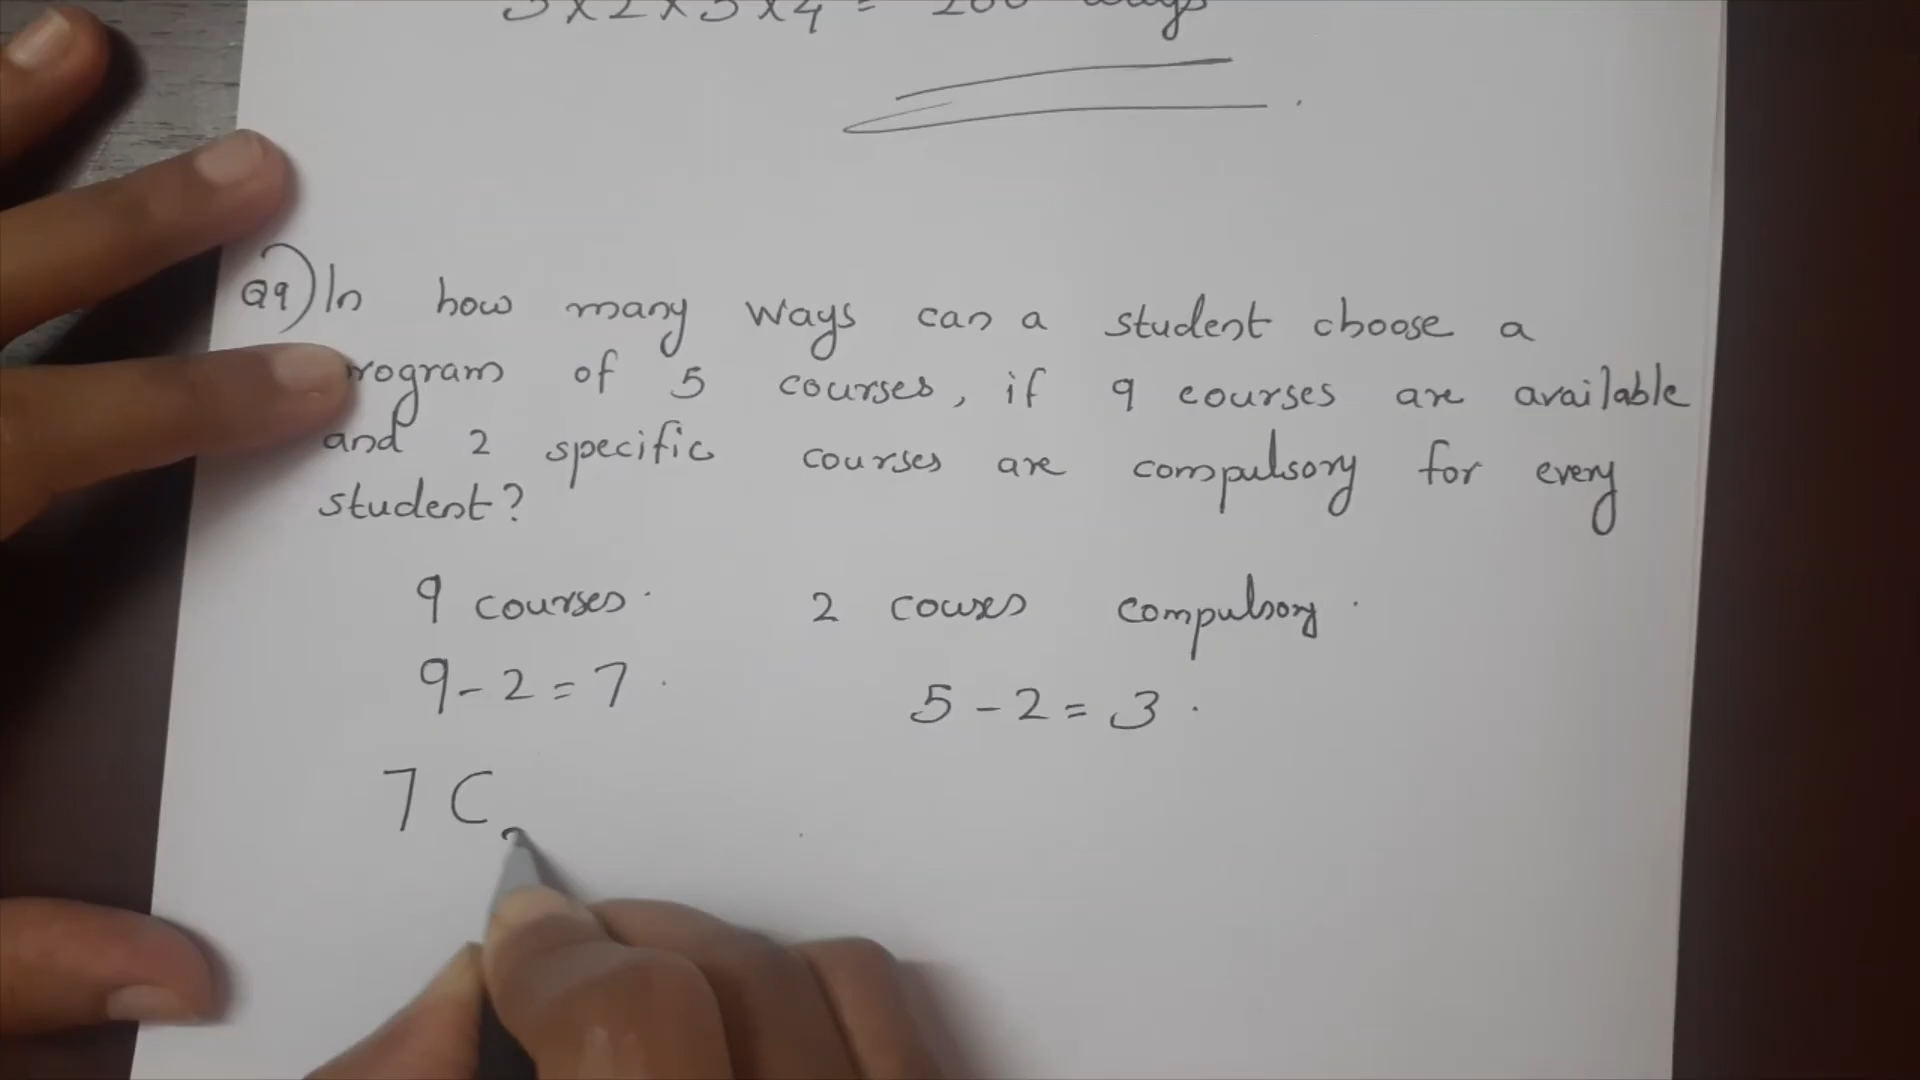 = 200 ways
Q9) In how many ways can a student choose a
program of 5 courses, if 9 courses are available
and 2 specific courses are compulsory for every
student?
9 courses. 2 courses compulsory.
9 - 2 = 7. 5 - 2 = 3.
7 C